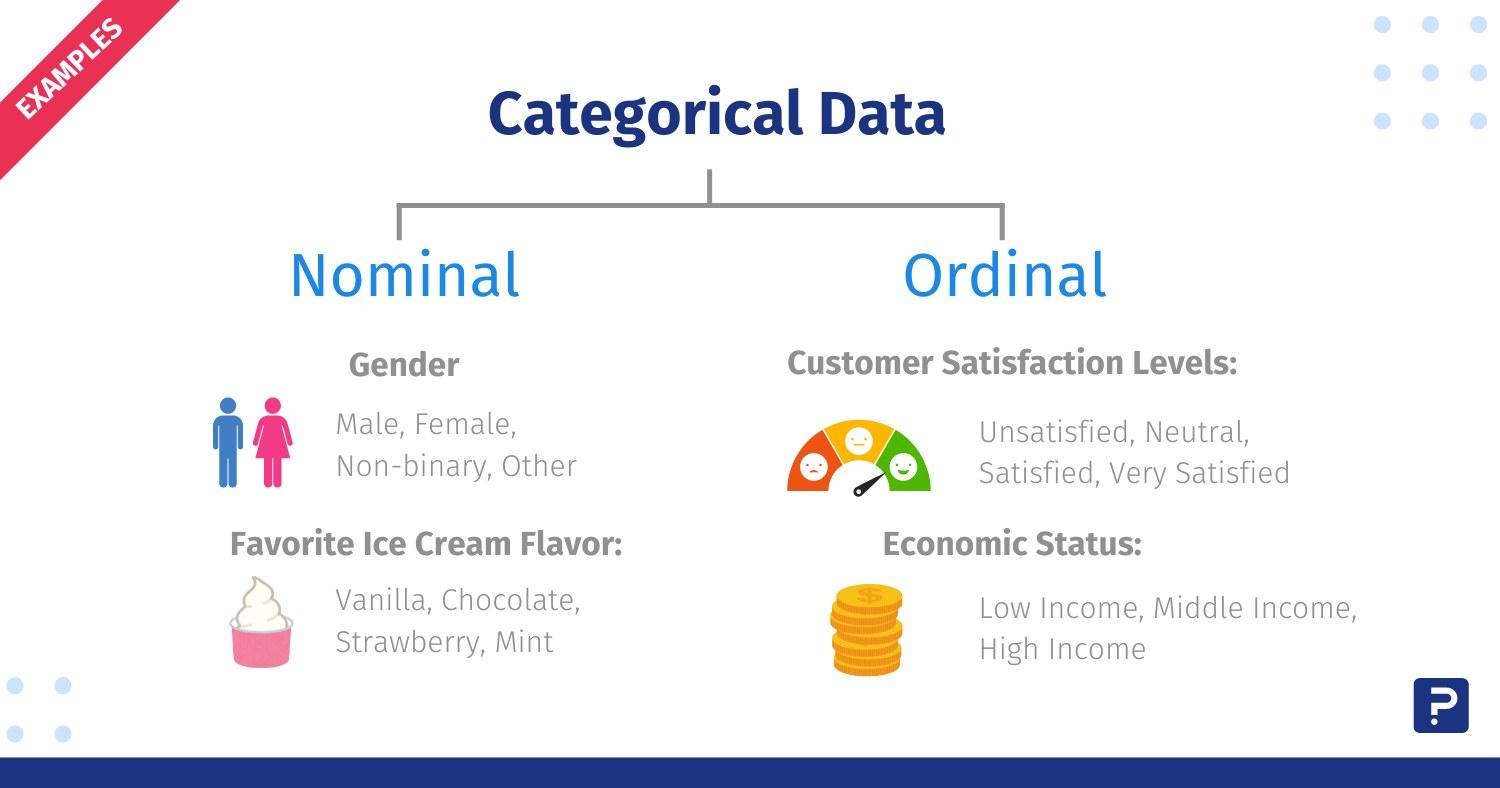 EXAMPLES
Categorical Data
Nominal
Gender
Male, Female,
Non-binary, Other
Favorite Ice Cream Flavor:
Vanilla, Chocolate,
Strawberry, Mint
Ordinal
Customer Satisfaction Levels:
Unsatisfied, Neutral,
Satisfied, Very Satisfied
Economic Status:
$
Low Income, Middle Income,
High Income